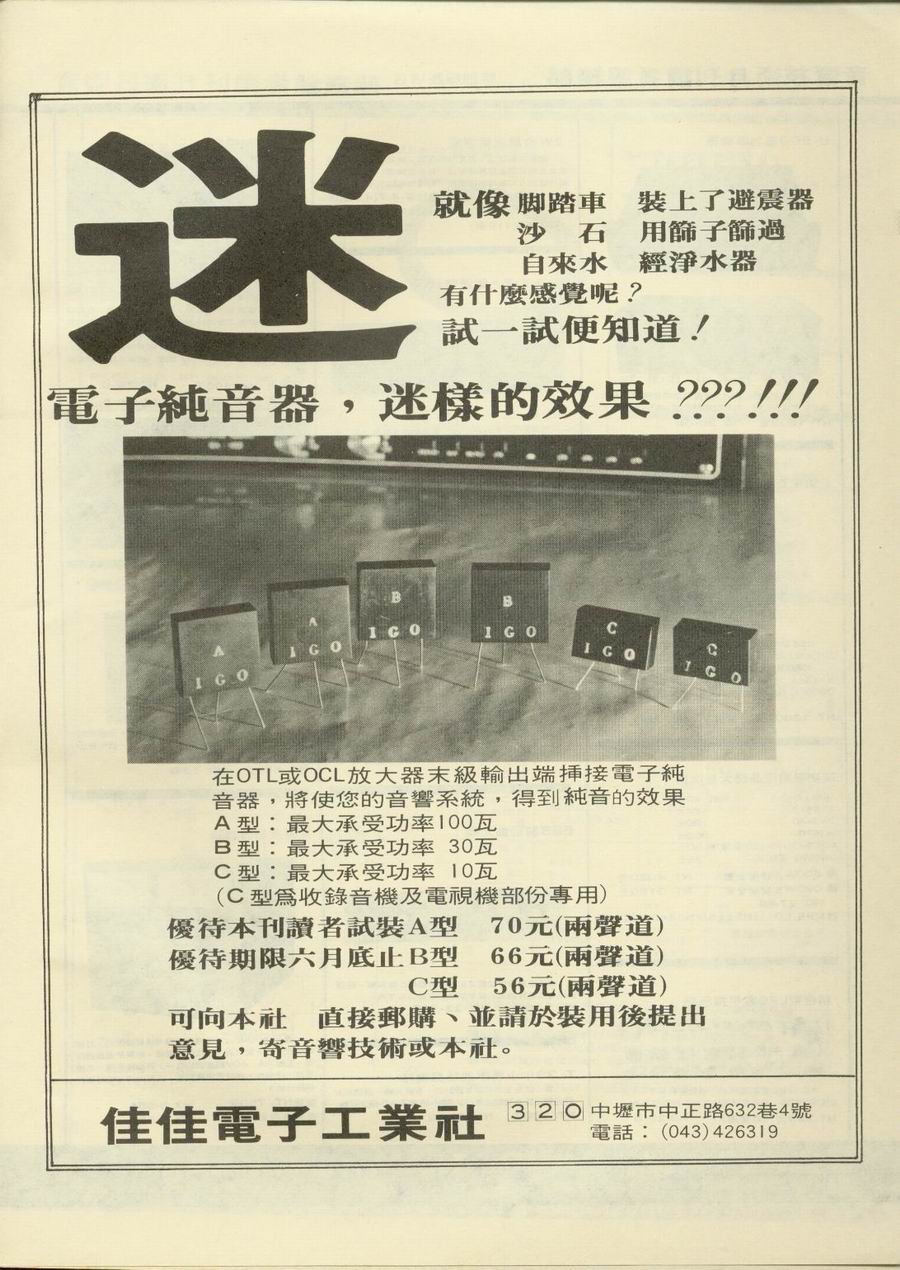 迷
就像脚踏車　裝上了避震器
沙　石　用篩子篩過
自來水　經淨水器
有什麼感覺呢？
試一試便知道！
電子純音器，迷樣的效果???!!!
A
IGO
A
IGO
B
IGO
B
IGO
C
IGO
C
IGO
在OTL或OCL放大器末級輸出端挿接電子純
音器，將使您的音響系統，得到純音的效果
A型：最大承受功率100瓦
B型：最大承受功率 30瓦
C型：最大承受功率 10瓦
（C型爲收錄音機及電視機部份專用）
優待本刊讀者試裝A型　70元(兩聲道)
優待期限六月底止B型　66元(兩聲道)
C型　56元(兩聲道)
可向本社　直接郵購、並請於裝用後提出
意見，寄音響技術或本社。
佳佳電子工業社
320 中壢市中正路632巷4號
電話：(043)426319